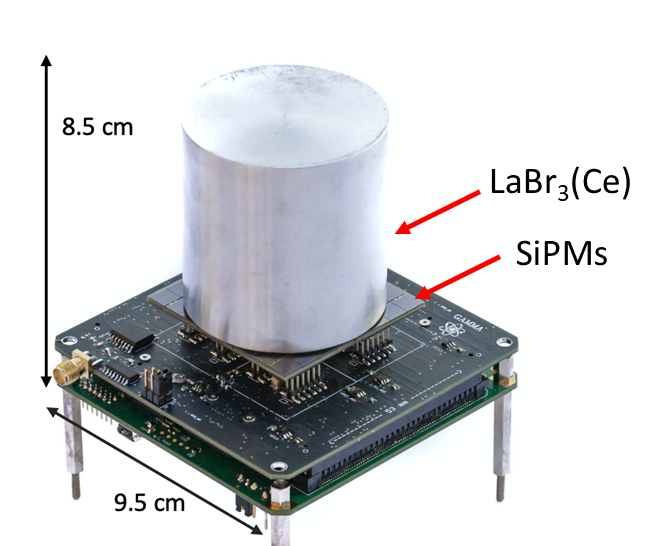 8.5 cm
LaBr₃(Ce)
SiPMs
GAMMA
9.5 cm